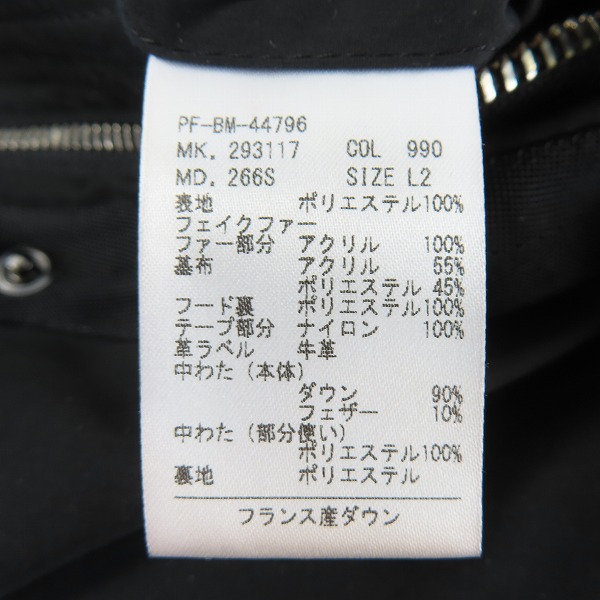 PF-BM-44796
MK. 293117 COL 990
MD. 266S SIZE L2
表地 ポリエステル100%
フェイクファー
ファー部分 アクリル 100%
基布 アクリル 55%
ポリエステル 45%
フード裏 ポリエステル100%
テープ部分 ナイロン 100%
革ラベル 牛革
中わた（本体）
ダウン 90%
フェザー 10%
中わた（部分使い）
ポリエステル100%
裏地 ポリエステル
フランス産ダウン